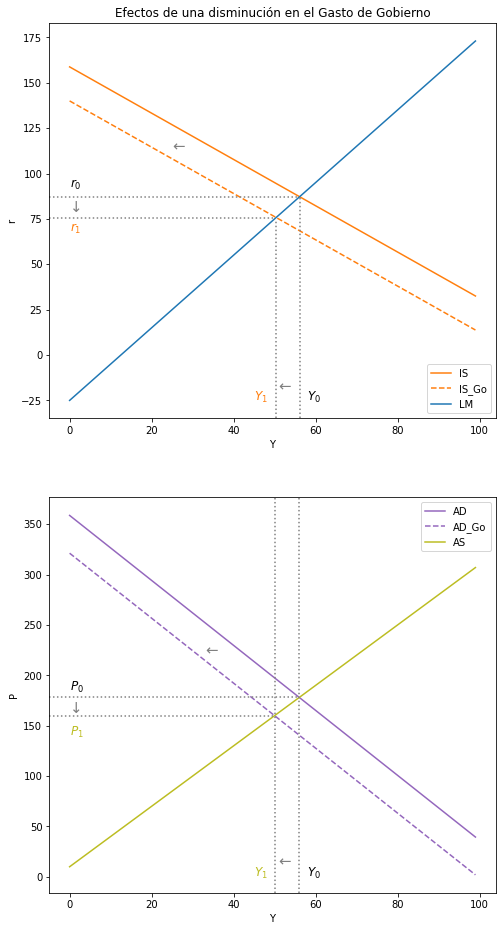 Efectos de una disminución en el Gasto de Gobierno
175
150
125
←
100
r₀
↓
75
r₁
r
50
25
0
IS
←
Y₁
Y₀
IS_Go
−25
LM
0
20
40
60
80
100
Y
AD
350
AD_Go
AS
300
250
←
200
P₀
↓
P
150
P₁
100
50
←
0
Y₁
Y₀
0
20
40
60
80
100
Y